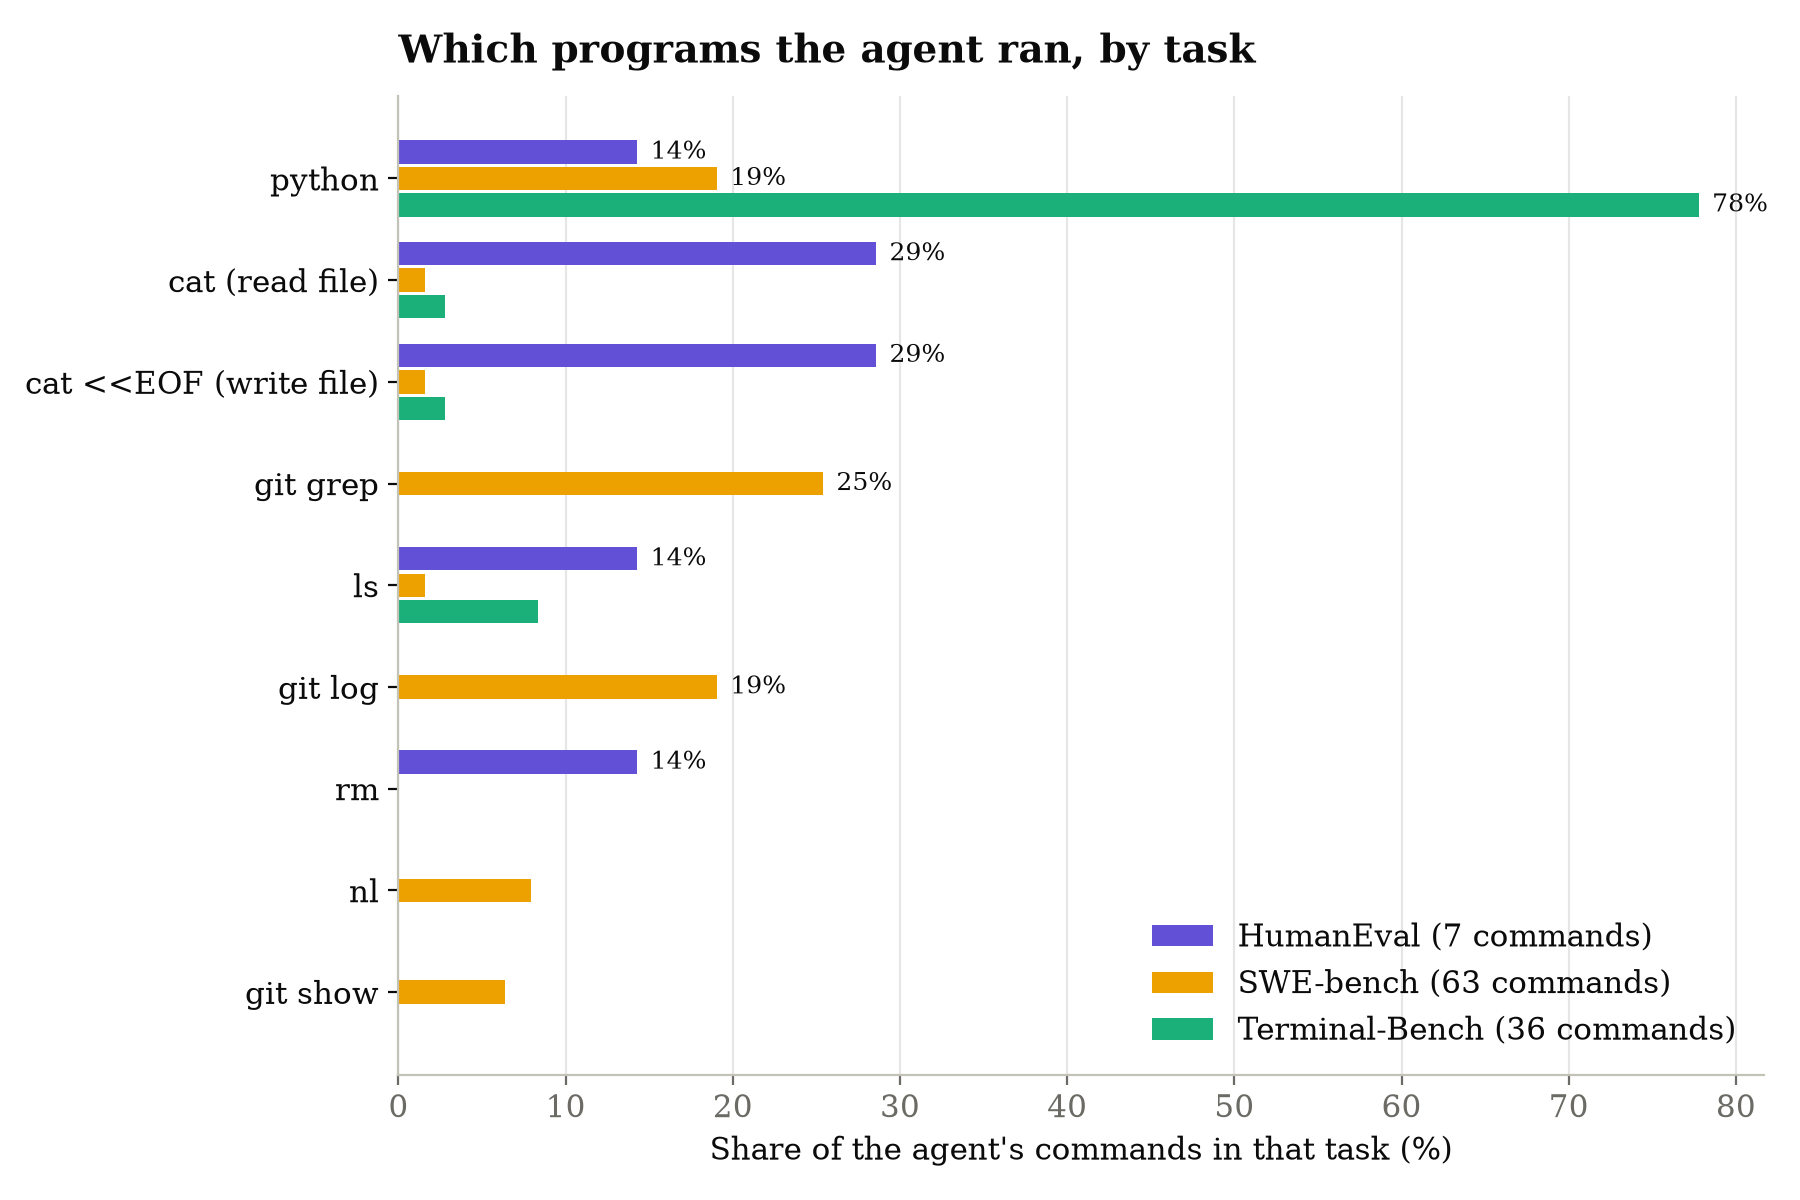 Which programs the agent ran, by task
python
14%
19%
78%
cat (read file)
29%
cat <<EOF (write file)
29%
git grep
25%
ls
14%
git log
19%
rm
14%
nl
git show
HumanEval (7 commands)
SWE-bench (63 commands)
Terminal-Bench (36 commands)
0 10 20 30 40 50 60 70 80
Share of the agent's commands in that task (%)